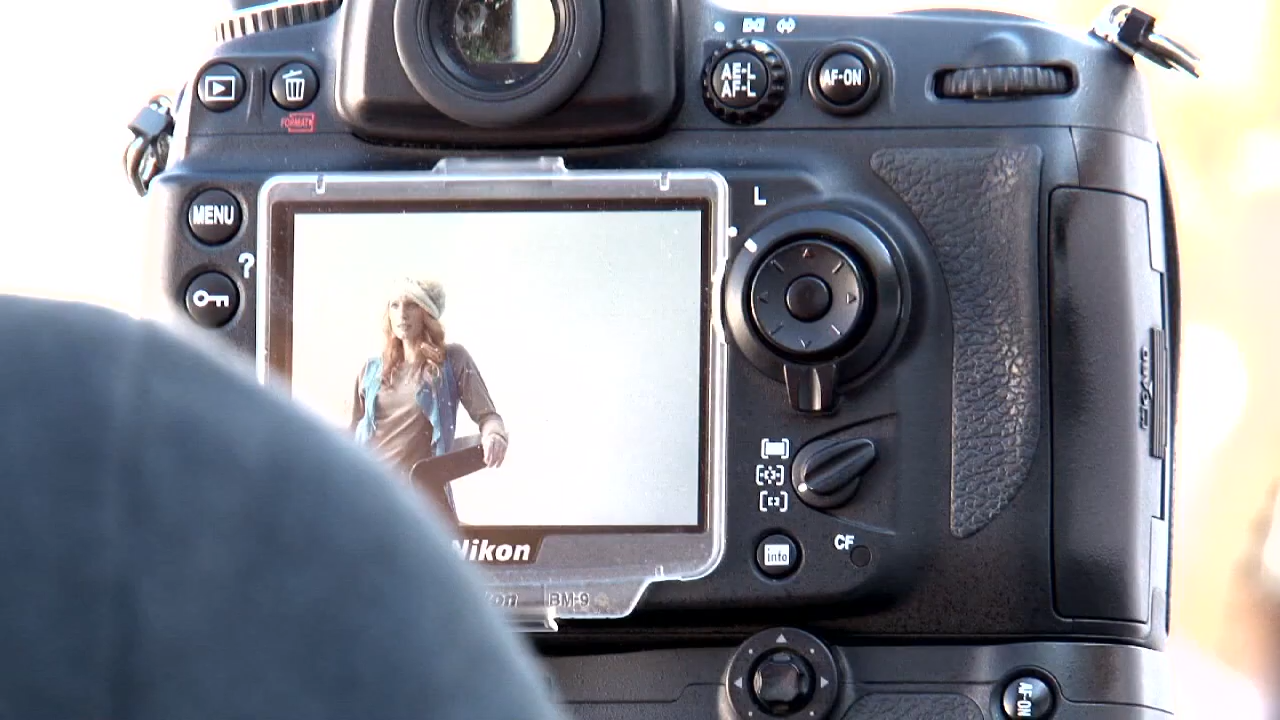 AE-L
AF-L
AF-ON
FORMAT
MENU
L
?
Nikon
BM-9
info
CF
AF-ON